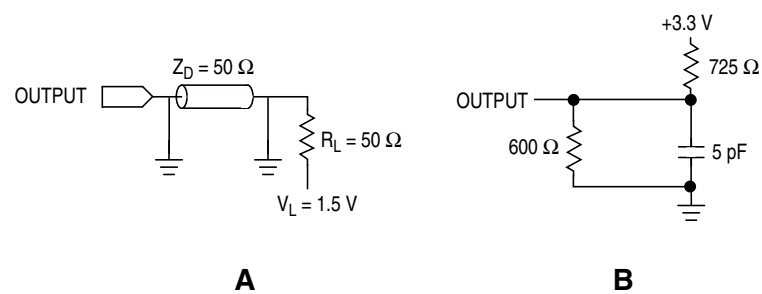 Z_D = 50 Ω
OUTPUT
R_L = 50 Ω
V_L = 1.5 V
A
+3.3 V
725 Ω
OUTPUT
600 Ω
5 pF
B